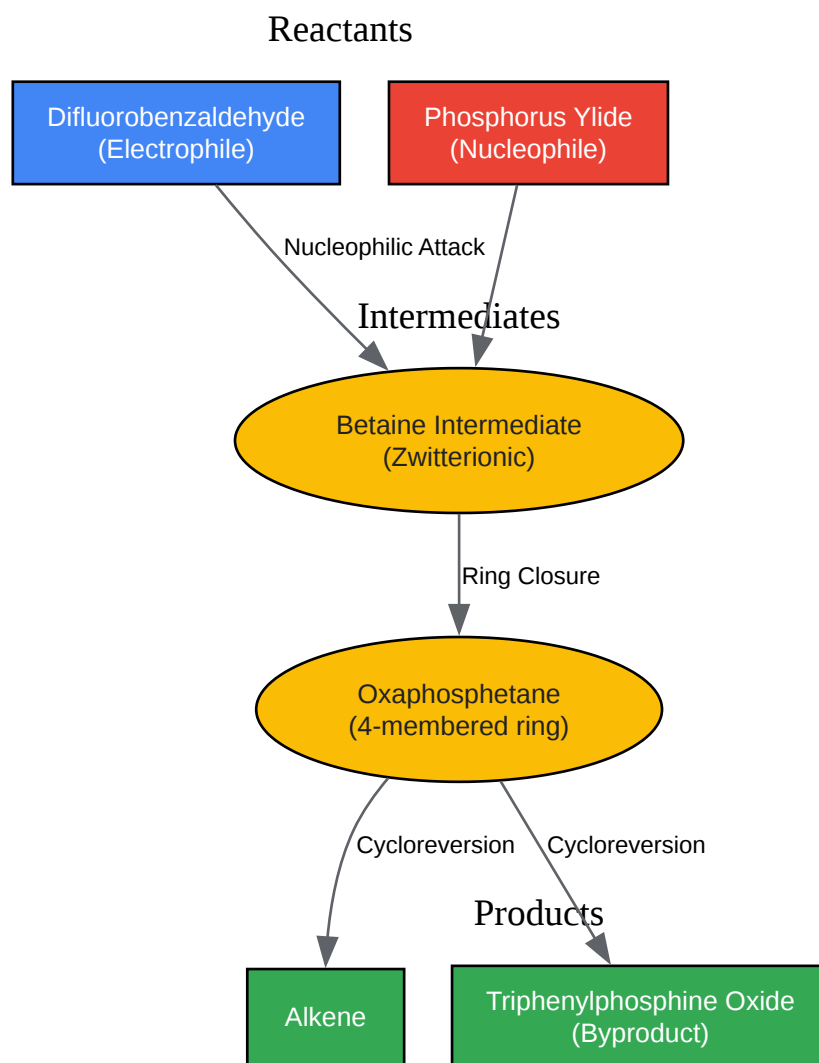 Reactants
Difluorobenzaldehyde
(Electrophile)
Phosphorus Ylide
(Nucleophile)
Nucleophilic Attack
Intermediates
Betaine Intermediate
(Zwitterionic)
Ring Closure
Oxaphosphetane
(4-membered ring)
Cycloreversion
Cycloreversion
Products
Alkene
Triphenylphosphine Oxide
(Byproduct)